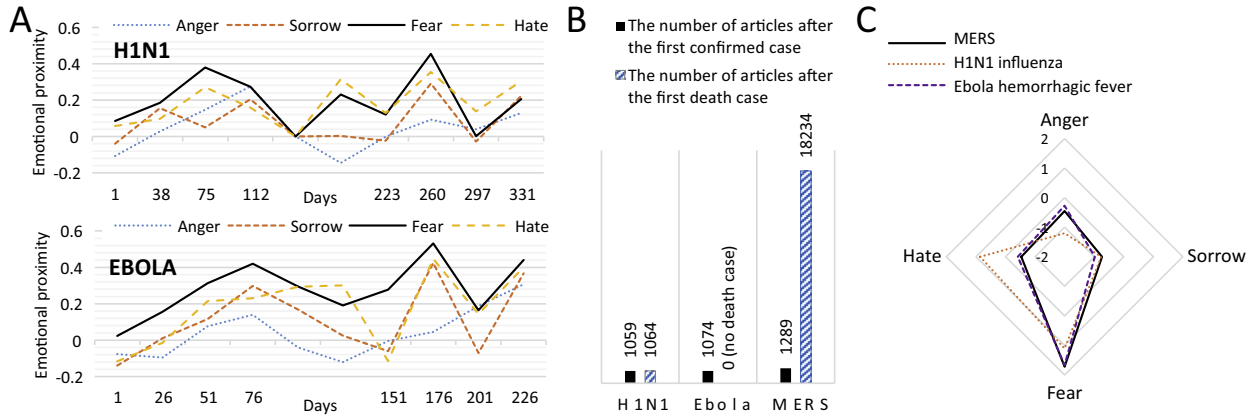 A
Anger Sorrow Fear Hate
H1N1
Emotional proximity
0.6
0.4
0.2
0
-0.2
1 38 75 112 Days 223 260 297 331
Anger Sorrow Fear Hate
EBOLA
Emotional proximity
0.6
0.4
0.2
0
-0.2
1 26 51 76 Days 151 176 201 226
B
The number of articles after
the first confirmed case
The number of articles after
the first death case
1059
1064
1074
0 (no death case)
1289
18234
H1N1 Ebola MERS
C
MERS
H1N1 influenza
Ebola hemorrhagic fever
Anger
2
1
0
-2
Hate
Sorrow
Fear